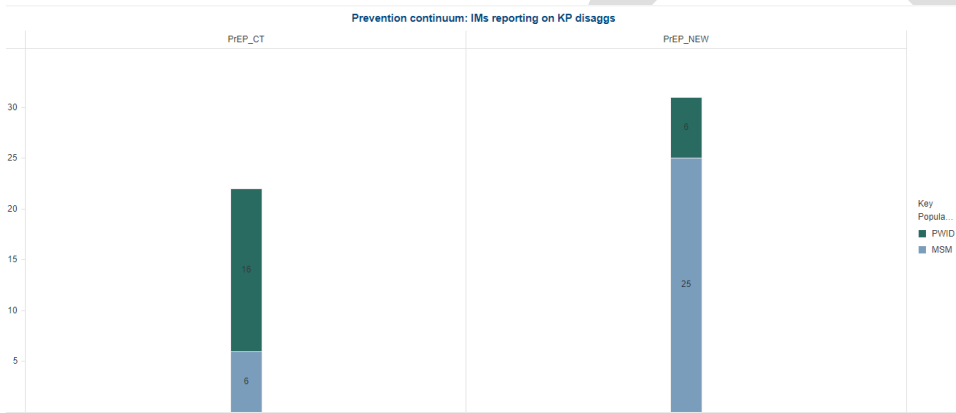 Prevention continuum: IMs reporting on KP disaggs
PrEP_CT PrEP_NEW
30
25
20
15
10
5
16
6
6
25
Key
Popula...
PWID
MSM